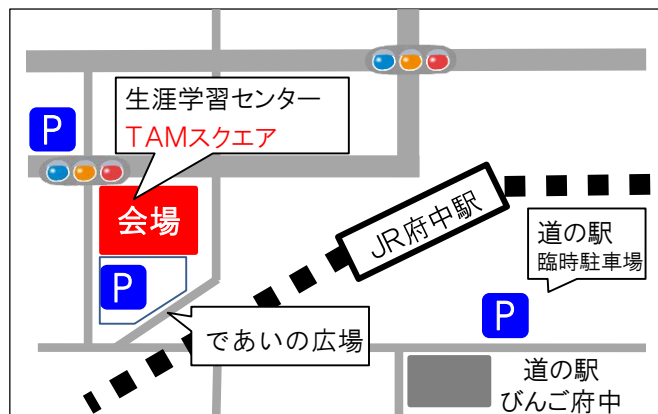 生涯学習センター
TAMスクエア
P
会場
P
JR府中駅
道の駅
臨時駐車場
P
であいの広場
道の駅
びんご府中